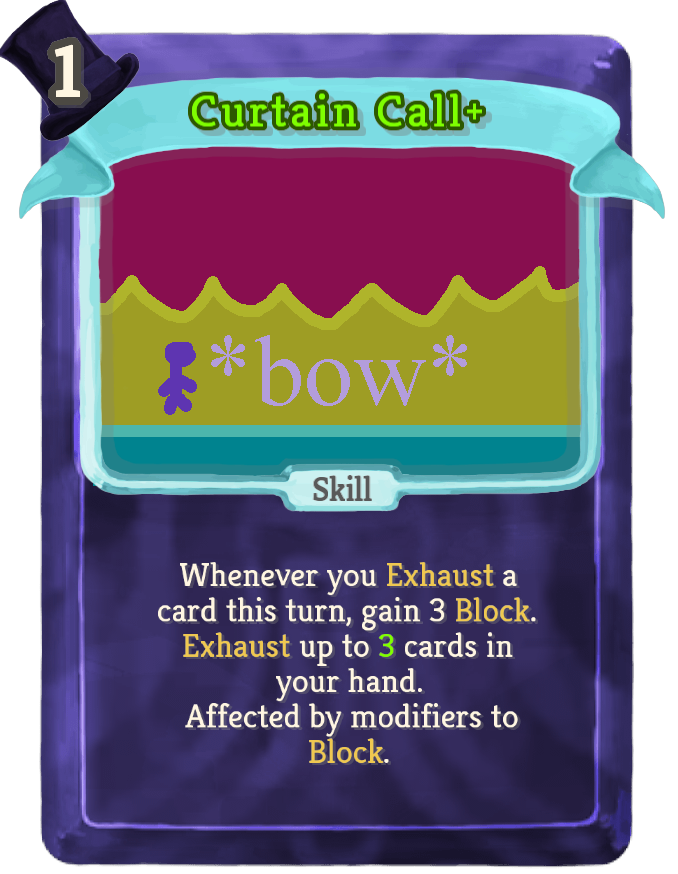 1
Curtain Call+
*bow*
Skill
Whenever you Exhaust a
card this turn, gain 3 Block.
Exhaust up to 3 cards in
your hand.
Affected by modifiers to
Block.